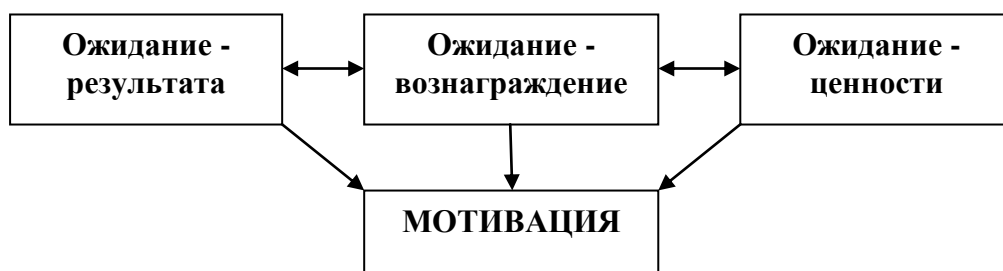 Ожидание -
результата
Ожидание -
вознаграждение
Ожидание -
ценности
МОТИВАЦИЯ